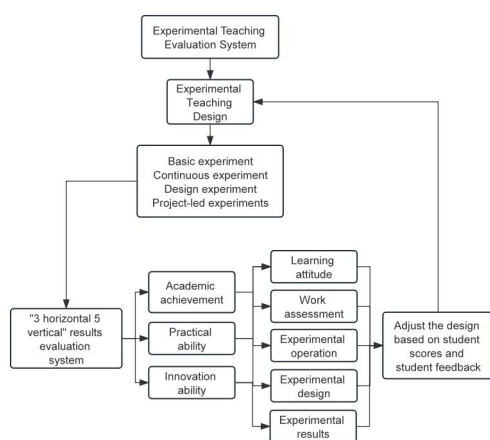 Experimental Teaching
Evaluation System
Experimental
Teaching
Design
Basic experiment
Continuous experiment
Design experiment
Project-led experiments
"3 horizontal 5
vertical" results
evaluation
system
Academic
achievement
Practical
ability
Innovation
ability
Learning
attitude
Work
assessment
Experimental
operation
Experimental
design
Experimental
results
Adjust the design
based on student
scores and
student feedback